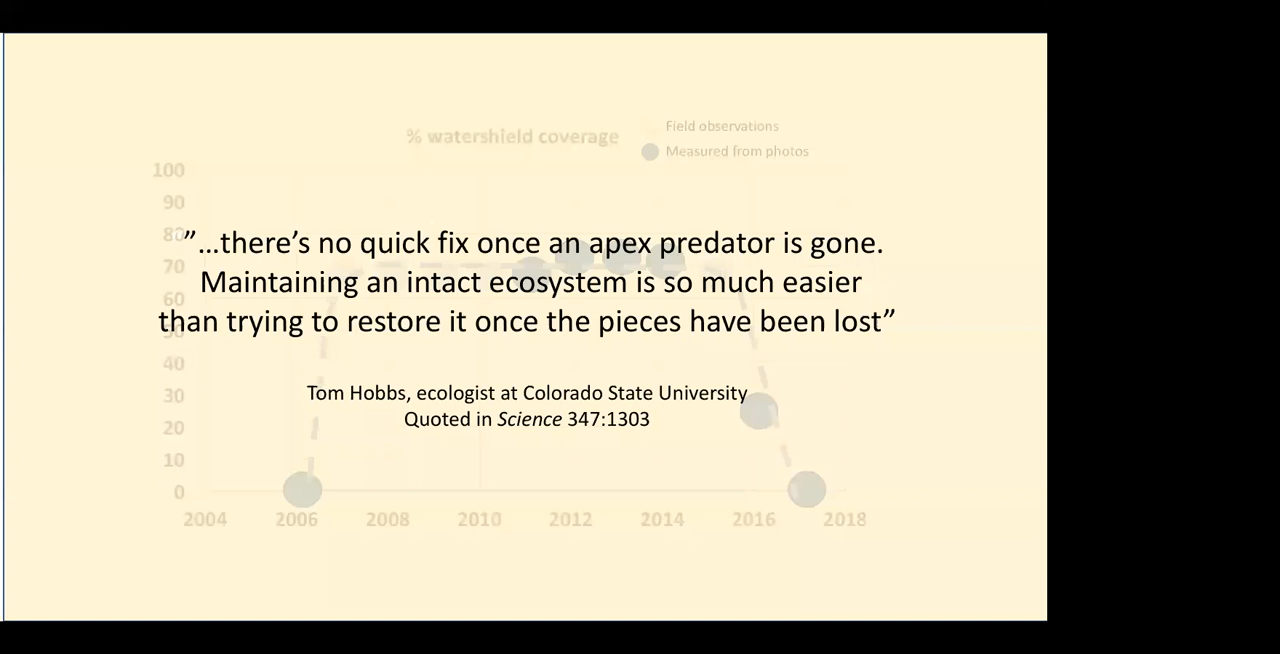 % watershield coverage
Field observations
Measured from photos
100
90
80
70
60
50
40
30
20
10
0
2004 2006 2008 2010 2012 2014 2016 2018
”…there’s no quick fix once an apex predator is gone.
Maintaining an intact ecosystem is so much easier
than trying to restore it once the pieces have been lost”
Tom Hobbs, ecologist at Colorado State University
Quoted in Science 347:1303